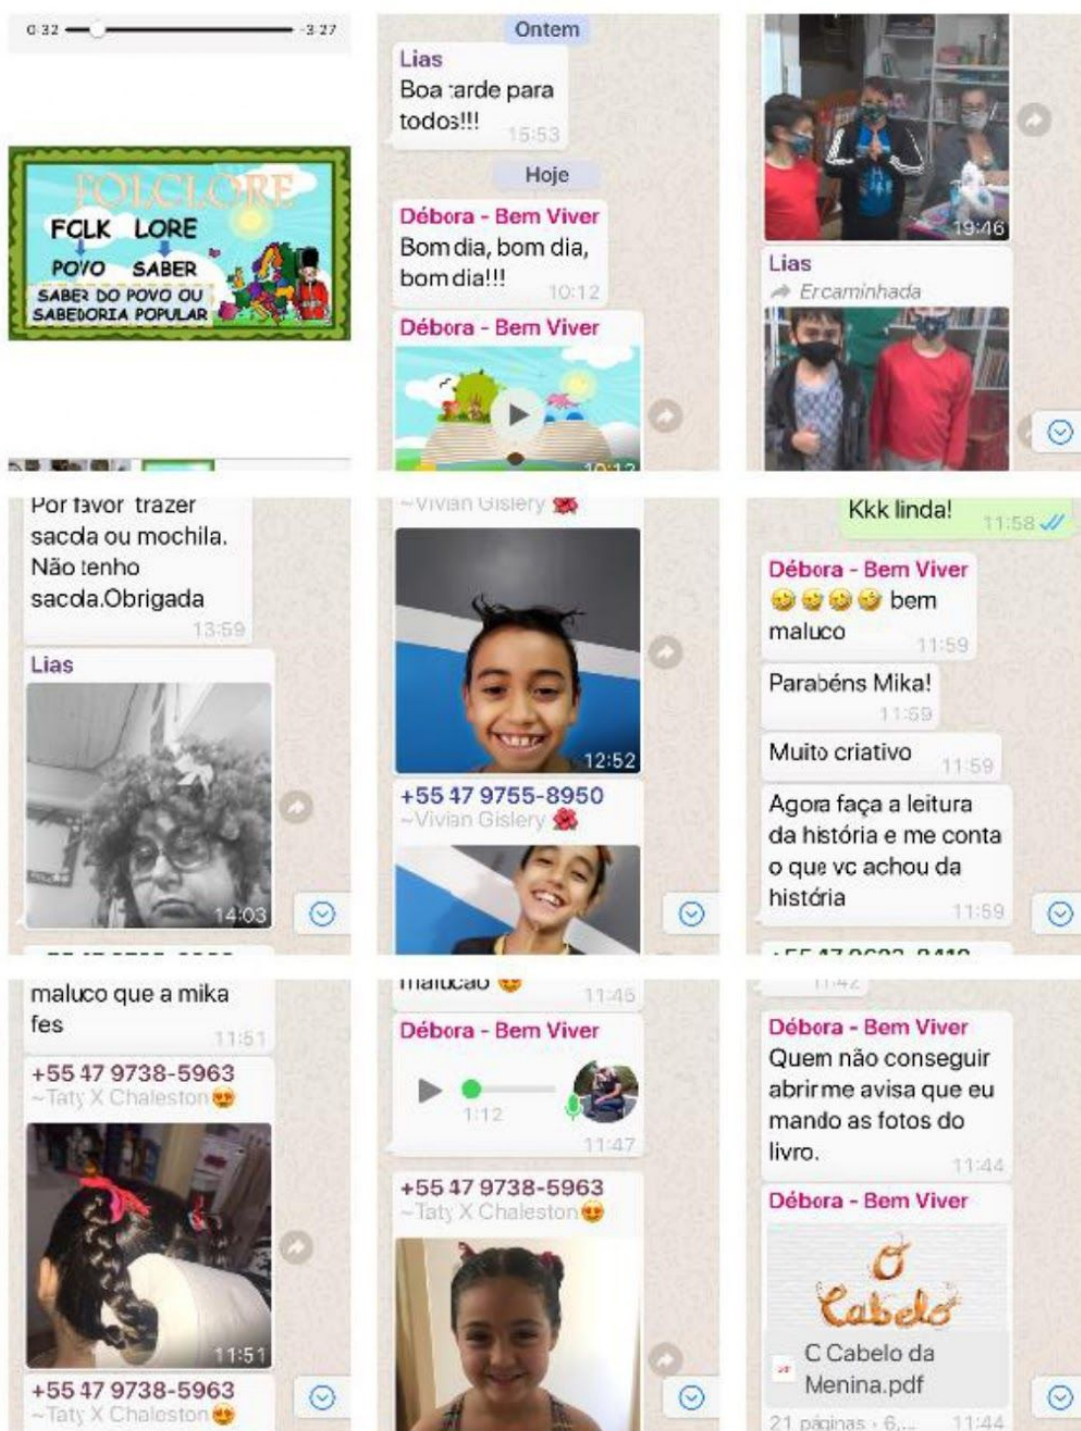 0:32
-3:27
FOLCLORE
FOLK LORE
POVO SABER
SABER DO POVO OU
SABEDORIA POPULAR
Ontem
Lias
Boa tarde para
todos!!!
15:53
Hoje
Débora - Bem Viver
Bom dia, bom dia,
bom dia!!!
10:12
Débora - Bem Viver
10:12
19:46
Lias
Encaminhada
Por favor trazer
sacola ou mochila.
Não tenho
sacola.Obrigada
13:59
Lias
14:03
~Vivian Gislery
12:52
+55 47 9755-8950
~Vivian Gislery
Kkk linda!
11:58
Débora - Bem Viver
🤣🤣🤣🤣 bem
maluco
11:59
Parabéns Mika!
11:59
Muito criativo
11:59
Agora faça a leitura
da história e me conta
o que vc achou da
história
11:59
maluco que a mika
fes
11:51
+55 47 9738-5963
~Taty X Chaleston😍
11:51
+55 47 9738-5963
~Taty X Chaleston😍
malucão 😍
11:46
Débora - Bem Viver
1:12
11:47
+55 47 9738-5963
~Taty X Chaleston😍
11:42
Débora - Bem Viver
Quem não conseguir
abrir me avisa que eu
mando as fotos do
livro.
11:44
Débora - Bem Viver
O
Cabelo
O Cabelo da
Menina.pdf
21 páginas · 6,...
11:44